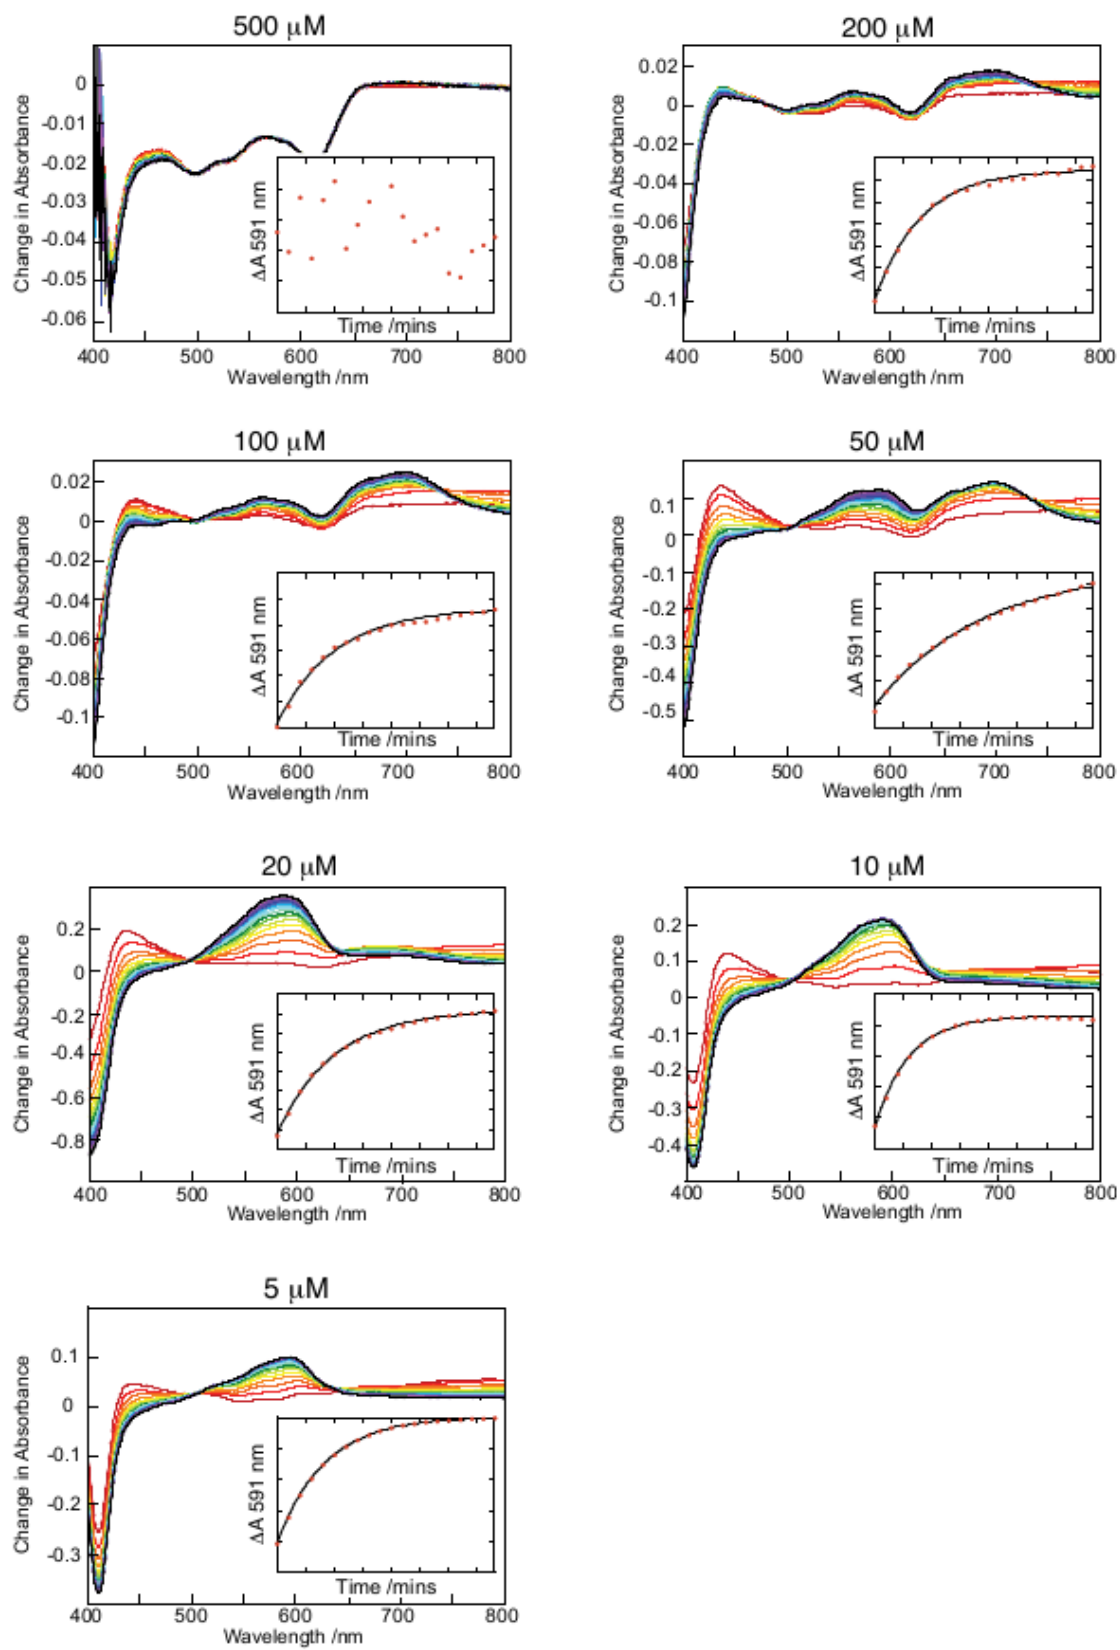 500 μM
Change in Absorbance
0
-0.01
-0.02
-0.03
-0.04
-0.05
-0.06
ΔA 591 nm
Time /mins
400 500 600 700 800
Wavelength /nm
200 μM
Change in Absorbance
0.02
0
-0.02
-0.04
-0.06
-0.08
-0.1
ΔA 591 nm
Time /mins
400 500 600 700 800
Wavelength /nm
100 μM
Change in Absorbance
0.02
0
-0.02
-0.04
-0.06
-0.08
-0.1
ΔA 591 nm
Time /mins
400 500 600 700 800
Wavelength /nm
50 μM
Change in Absorbance
0.1
0
-0.1
-0.2
-0.3
-0.4
-0.5
ΔA 591 nm
Time /mins
400 500 600 700 800
Wavelength /nm
20 μM
Change in Absorbance
0.2
0
-0.2
-0.4
-0.6
-0.8
ΔA 591 nm
Time /mins
400 500 600 700 800
Wavelength /nm
10 μM
Change in Absorbance
0.2
0.1
0
-0.1
-0.2
-0.3
-0.4
ΔA 591 nm
Time /mins
400 500 600 700 800
Wavelength /nm
5 μM
Change in Absorbance
0.1
0
-0.1
-0.2
-0.3
ΔA 591 nm
Time /mins
400 500 600 700 800
Wavelength /nm